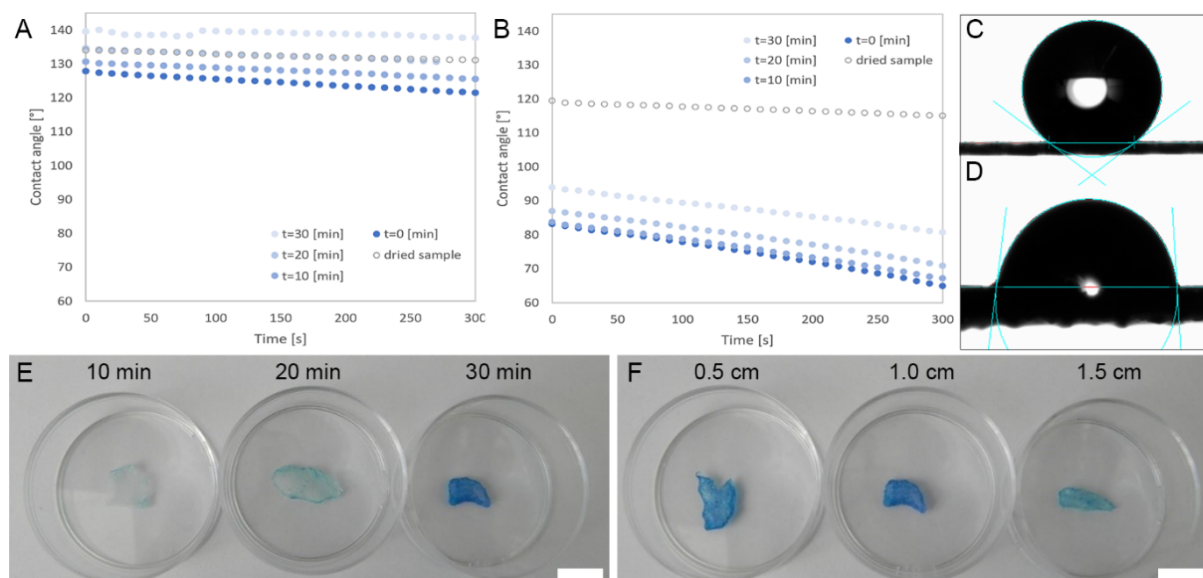 A
140
130
120
110
100
90
80
70
60
Contact angle [°]
t=30 [min]
t=0 [min]
t=20 [min]
dried sample
t=10 [min]
0
50
100
150
200
250
300
Time [s]
B
140
130
120
110
100
90
80
70
60
Contact angle [°]
t=30 [min]
t=0 [min]
t=20 [min]
dried sample
t=10 [min]
0
50
100
150
200
250
300
Time [s]
C
D
E
10 min
20 min
30 min
F
0.5 cm
1.0 cm
1.5 cm